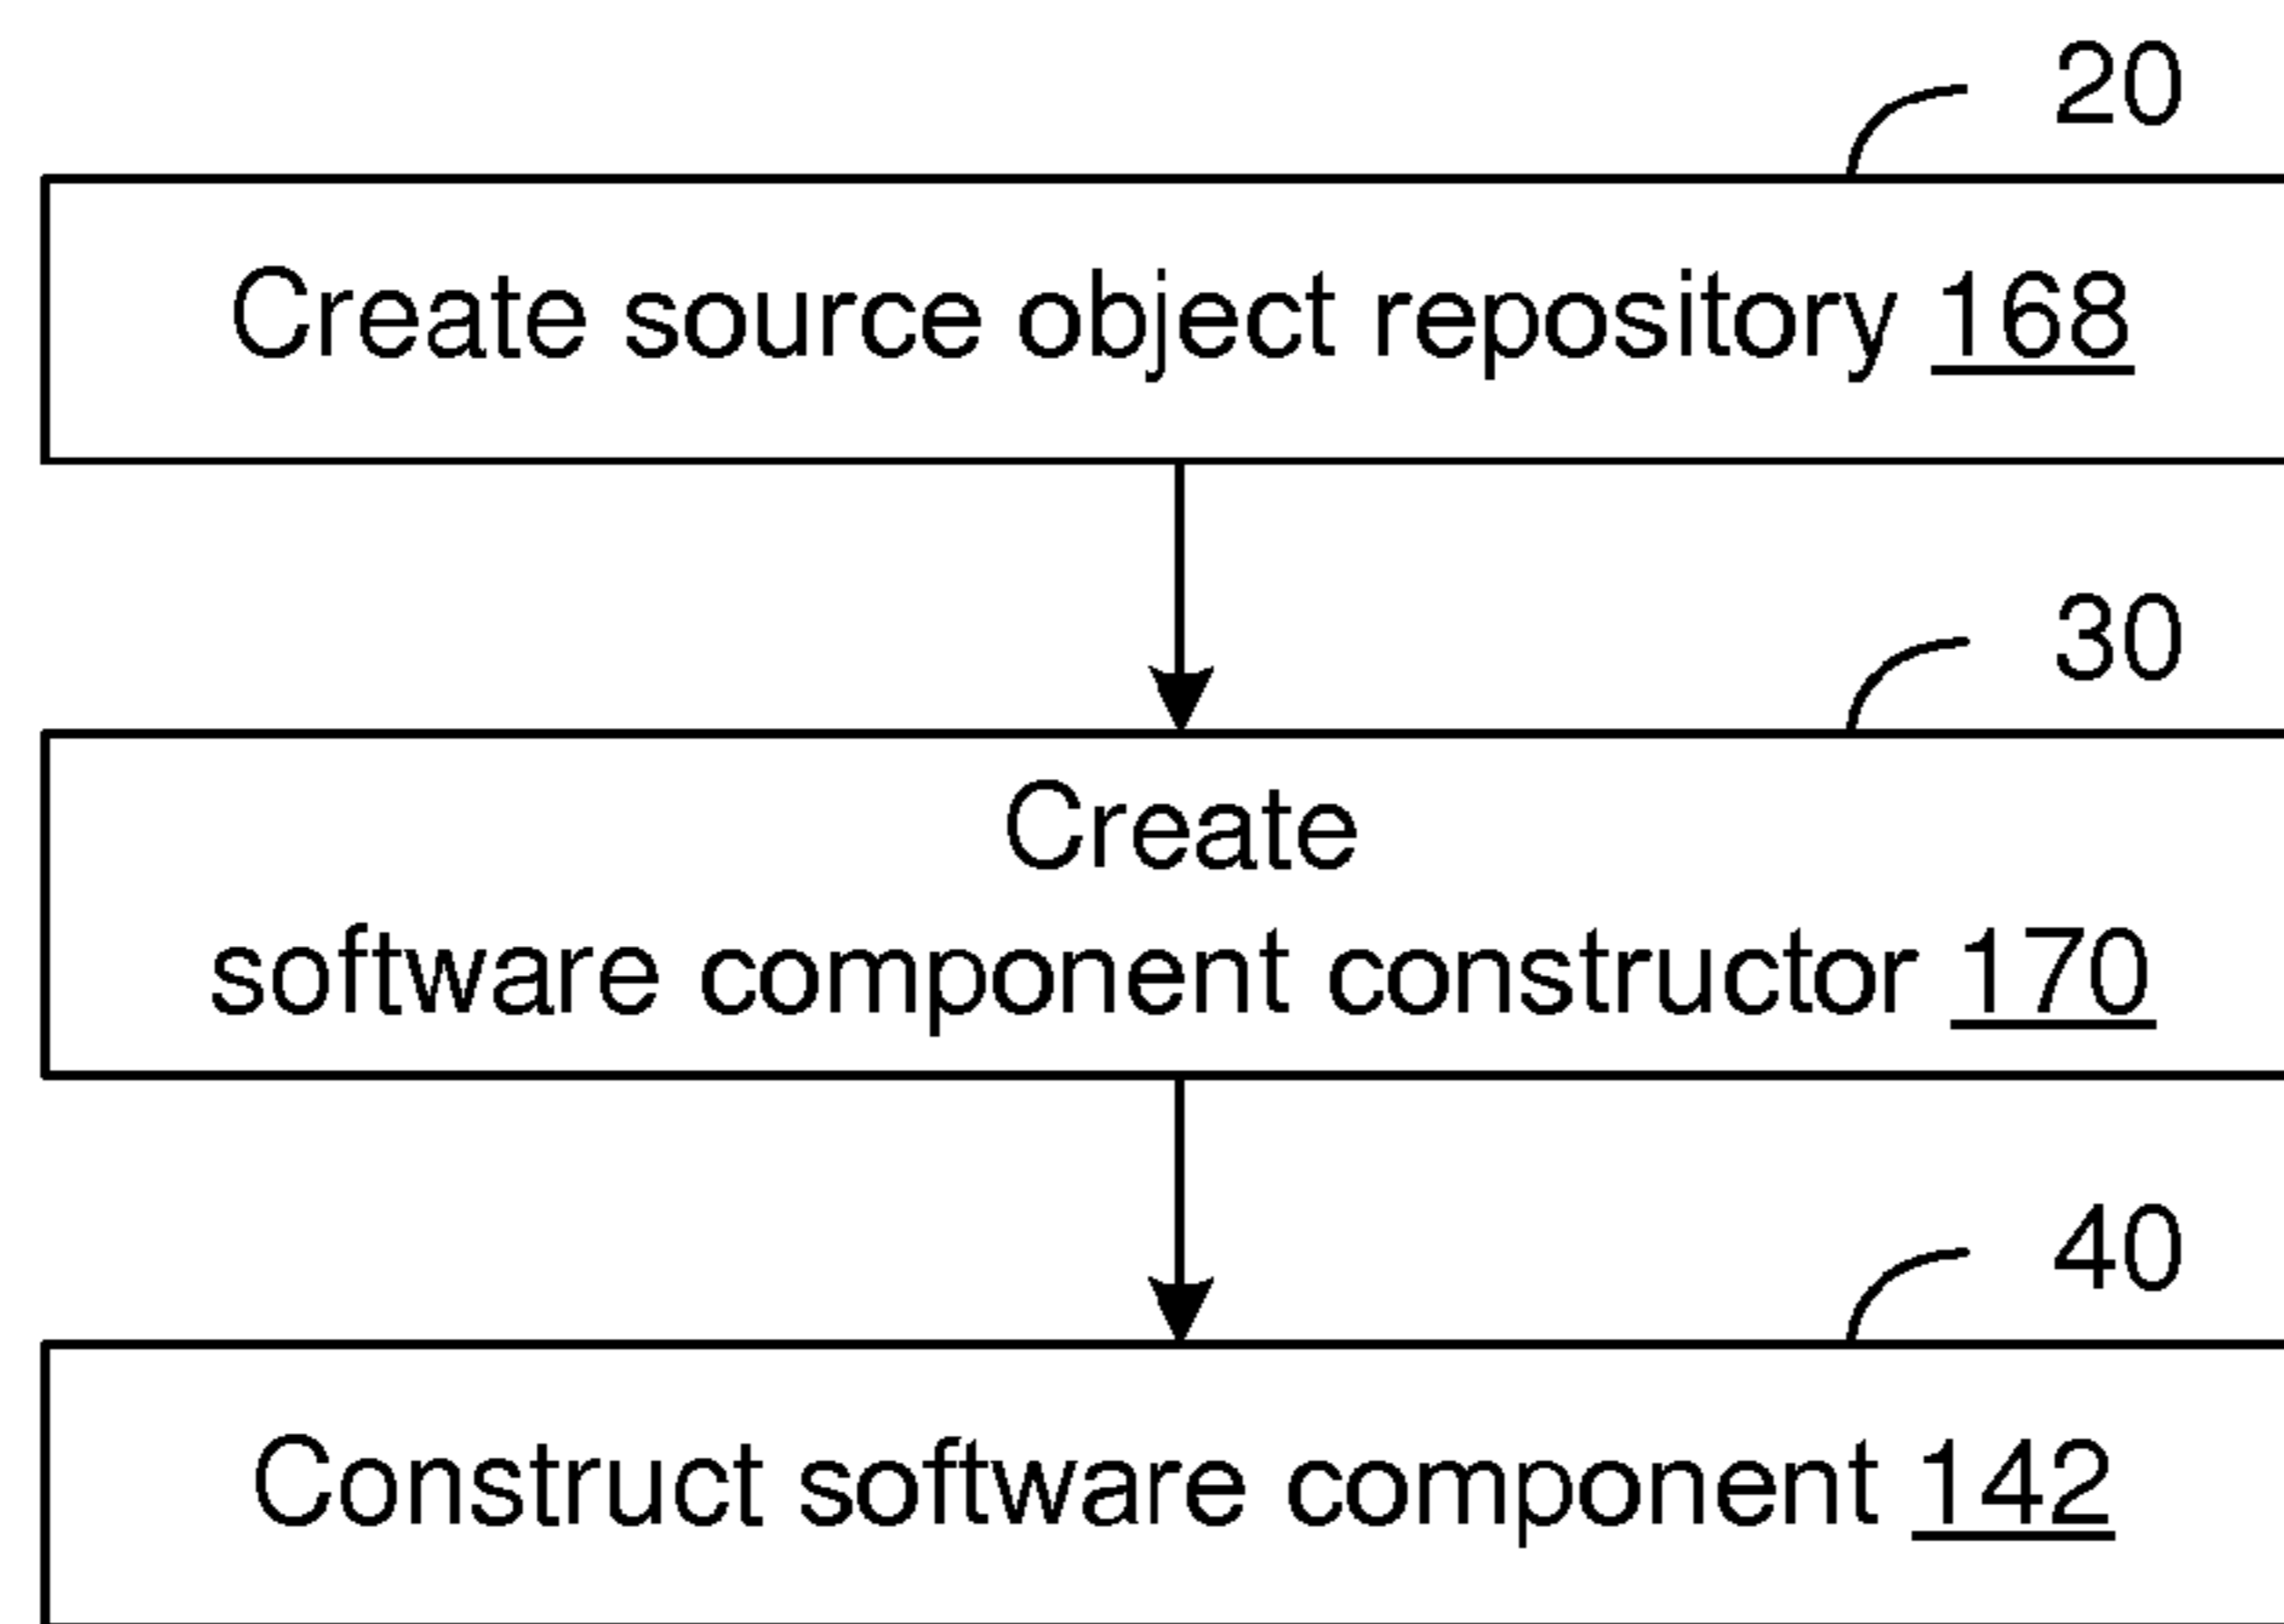 20
Create source object repository 168
30
Create
software component constructor 170
40
Construct software component 142